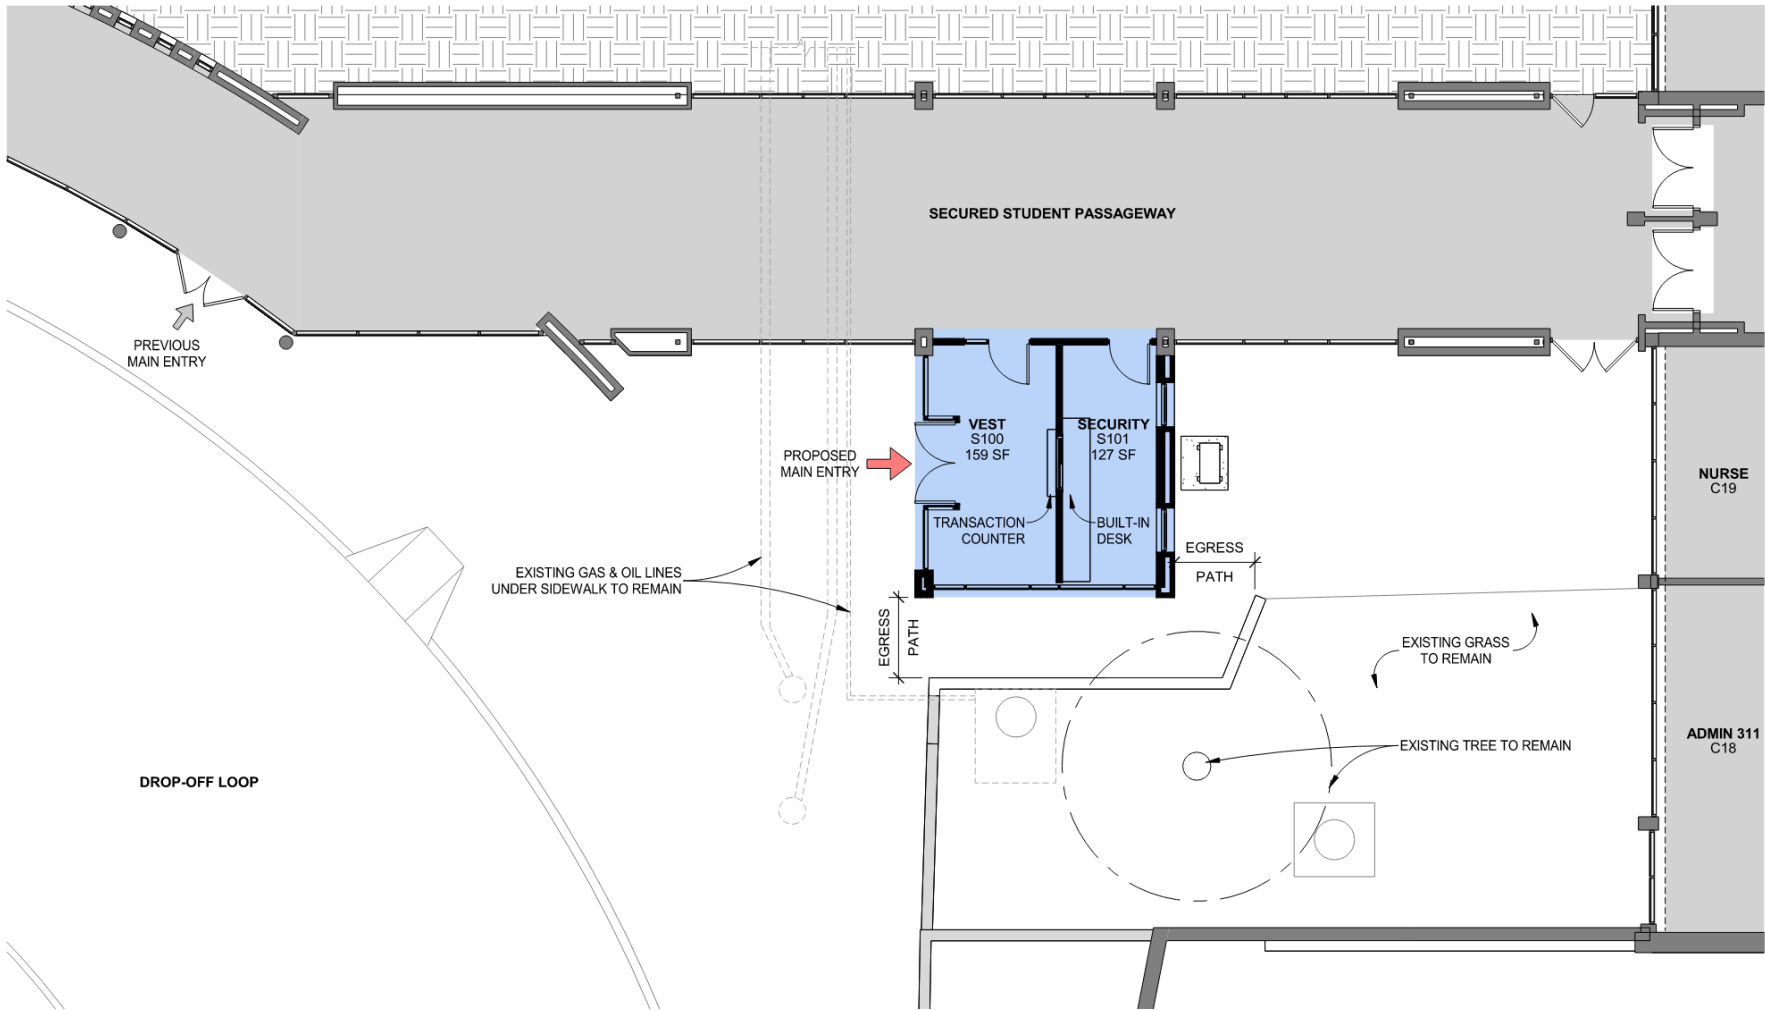 SECURED STUDENT PASSAGEWAY
PREVIOUS
MAIN ENTRY
PROPOSED
MAIN ENTRY
VEST
S100
159 SF
SECURITY
S101
127 SF
TRANSACTION
COUNTER
BUILT-IN
DESK
EGRESS
PATH
NURSE
C19
EXISTING GAS & OIL LINES
UNDER SIDEWALK TO REMAIN
EGRESS
PATH
EXISTING GRASS
TO REMAIN
EXISTING TREE TO REMAIN
ADMIN 311
C18
DROP-OFF LOOP